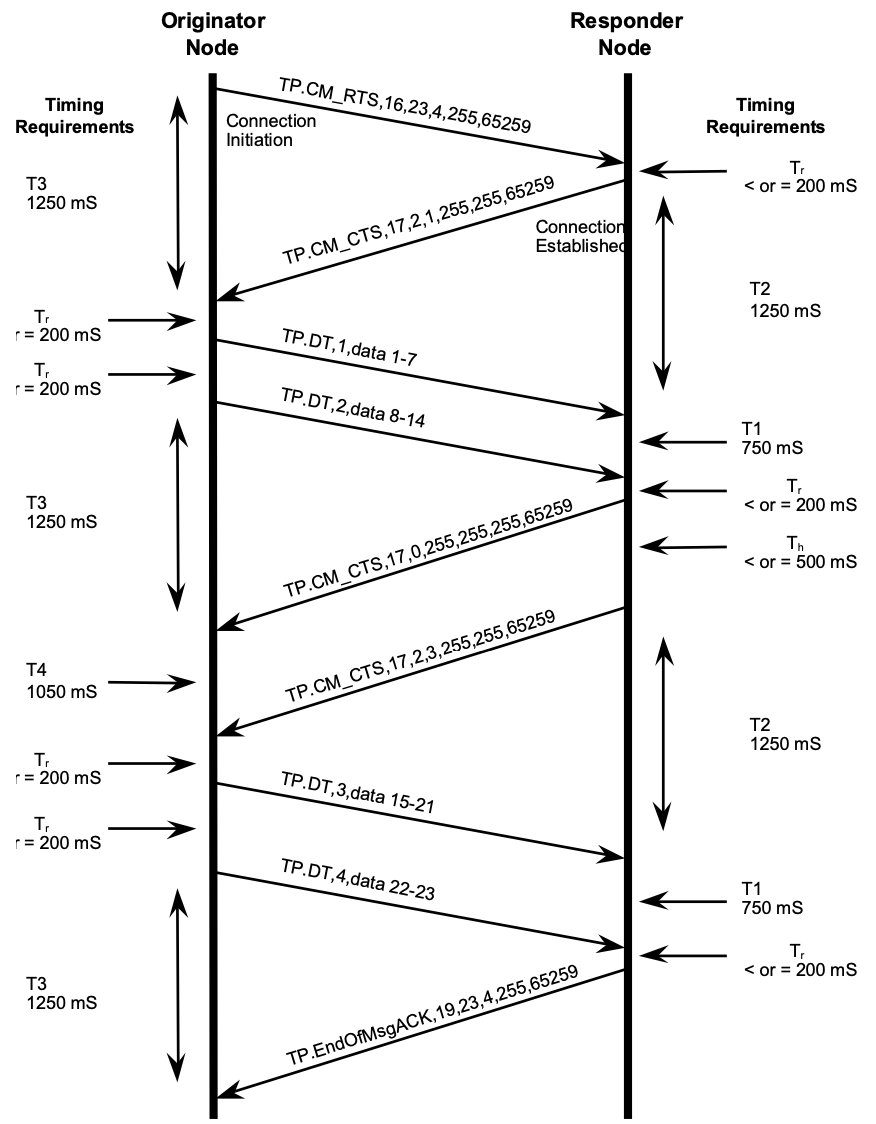 Originator
Node
Responder
Node
Timing
Requirements
Timing
Requirements
TP.CM_RTS,16,23,4,255,65259
Connection
Initiation
Tr
< or = 200 mS
T3
1250 mS
TP.CM_CTS,17,2,1,255,255,65259
Connection
Established
T2
1250 mS
Tr
r = 200 mS
TP.DT,1,data 1-7
Tr
r = 200 mS
TP.DT,2,data 8-14
T1
750 mS
T3
1250 mS
Tr
< or = 200 mS
TP.CM_CTS,17,0,255,255,255,65259
Th
< or = 500 mS
TP.CM_CTS,17,2,3,255,255,65259
T4
1050 mS
T2
1250 mS
Tr
r = 200 mS
TP.DT,3,data 15-21
Tr
r = 200 mS
TP.DT,4,data 22-23
T1
750 mS
Tr
< or = 200 mS
T3
1250 mS
TP.EndOfMsgACK,19,23,4,255,65259